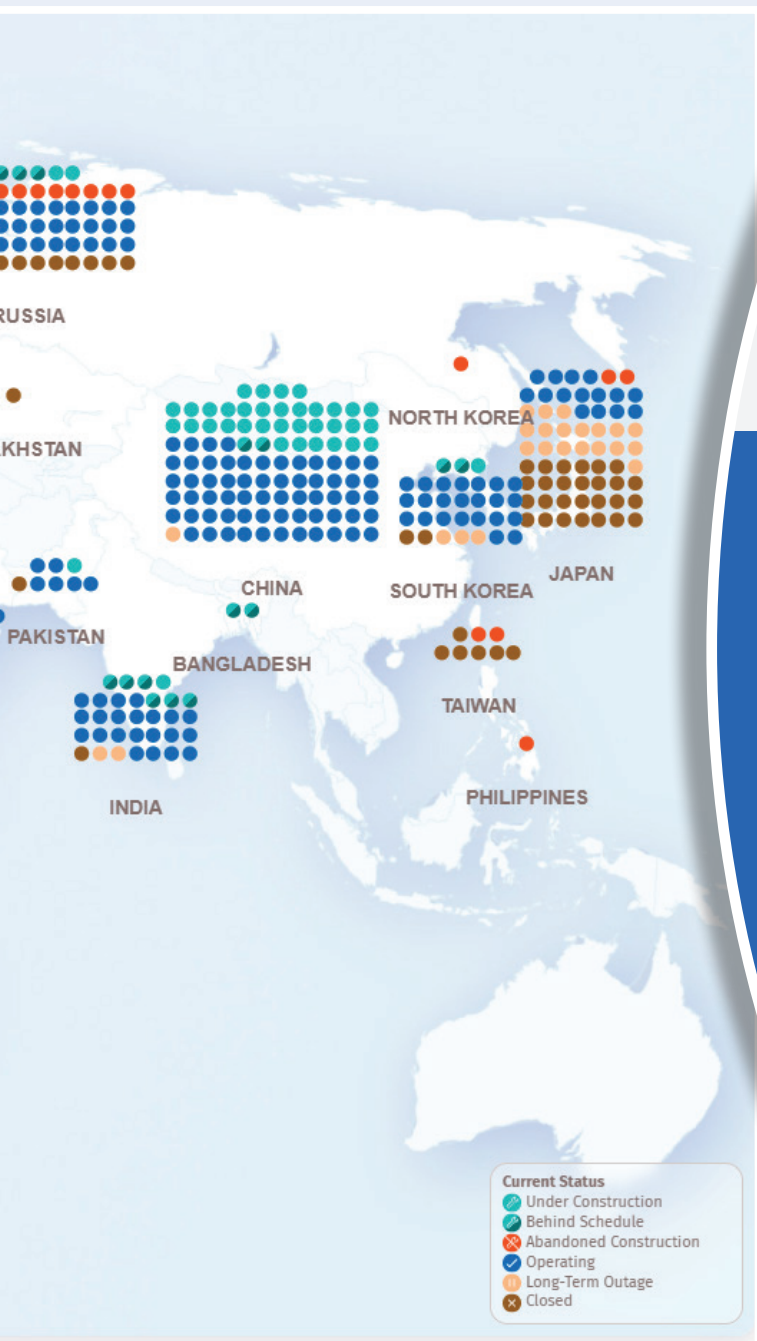 RUSSIA
NORTH KOREA
KHSTAN
CHINA
SOUTH KOREA
JAPAN
PAKISTAN
BANGLADESH
TAIWAN
PHILIPPINES
INDIA
Current Status
Under Construction
Behind Schedule
Abandoned Construction
Operating
Long-Term Outage
Closed